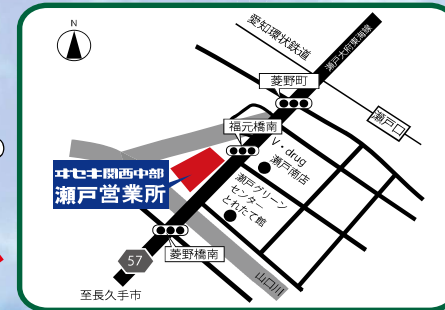 N
愛知環状鉄道
瀬戸大府東海線
菱野町
瀬戸口
福元橋南
V・drug
瀬戸南店
ヰセキ関西中部
瀬戸営業所
瀬戸グリーン
センター
とれたて館
菱野橋南
57
山口川
至長久手市